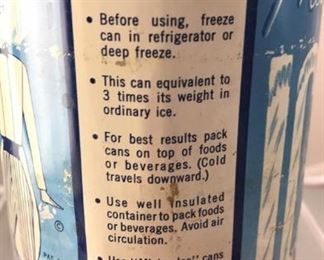 • Before using, freeze
can in refrigerator or
deep freeze.
• This can equivalent to
3 times its weight in
ordinary ice.
• For best results pack
cans on top of foods
or beverages. (Cold
travels downward.)
• Use well insulated
container to pack foods
or beverages. Avoid air
circulation.
cans
©
PAT.